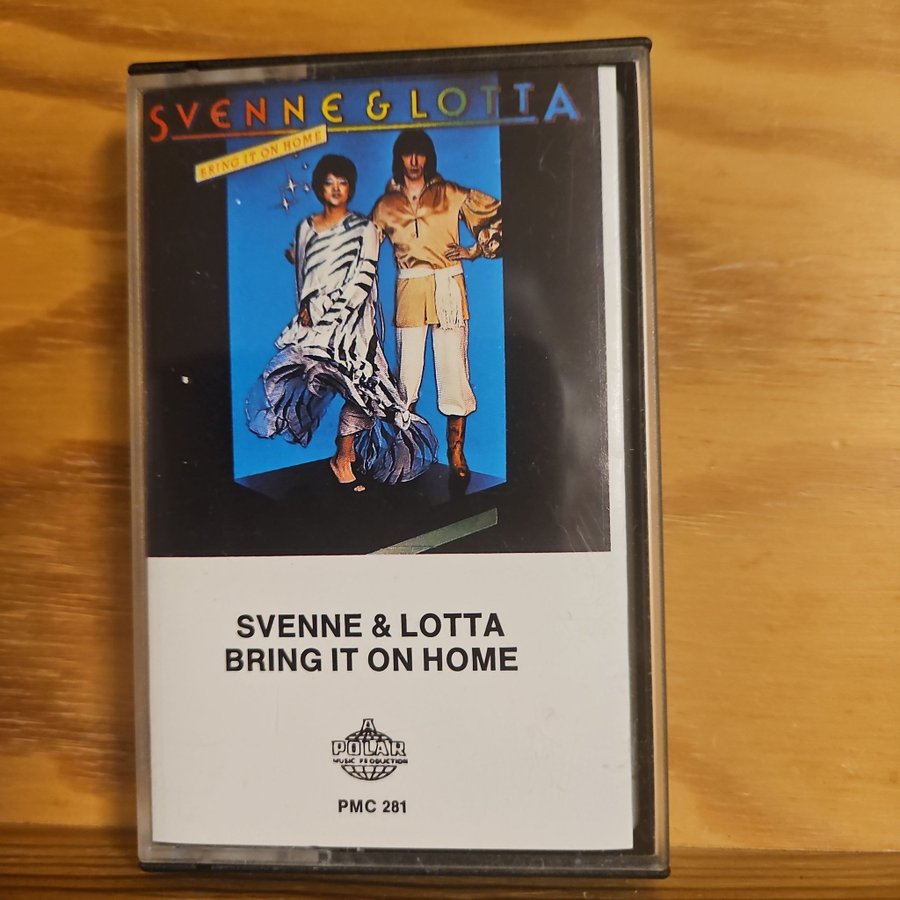 SVENNE & LOTTA
BRING IT ON HOME
SVENNE & LOTTA
BRING IT ON HOME
A
POLAR
MUSIC PRODUCTION
PMC 281